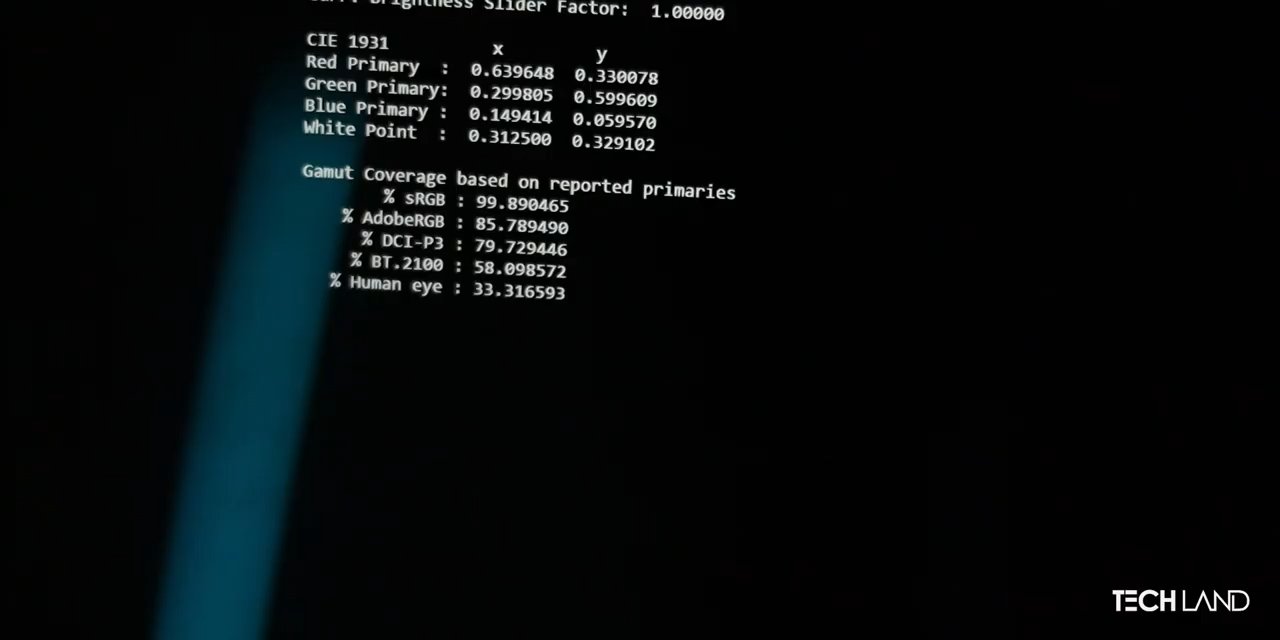 Brightness Slider Factor: 1.00000
CIE 1931 x y
Red Primary : 0.639648 0.330078
Green Primary: 0.299805 0.599609
Blue Primary : 0.149414 0.059570
White Point : 0.312500 0.329102
Gamut Coverage based on reported primaries
% sRGB : 99.890465
% AdobeRGB : 85.789490
% DCI-P3 : 79.729446
% BT.2100 : 58.098572
% Human eye : 33.316593
TECH LAND